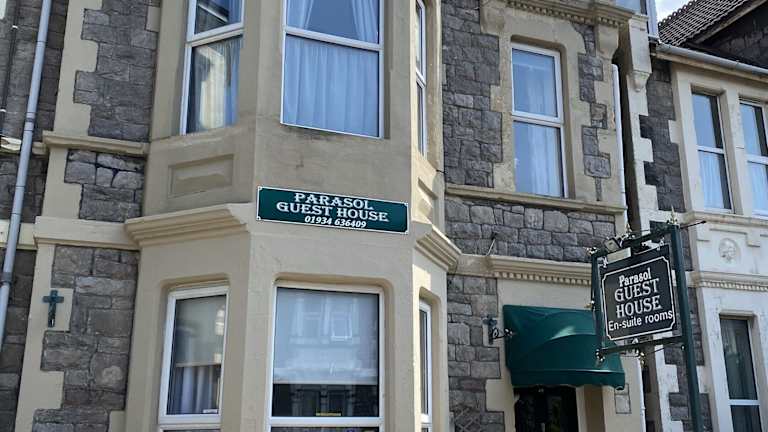 PARASOL
GUEST HOUSE
01934 636409
Parasol
GUEST
HOUSE
En-suite rooms